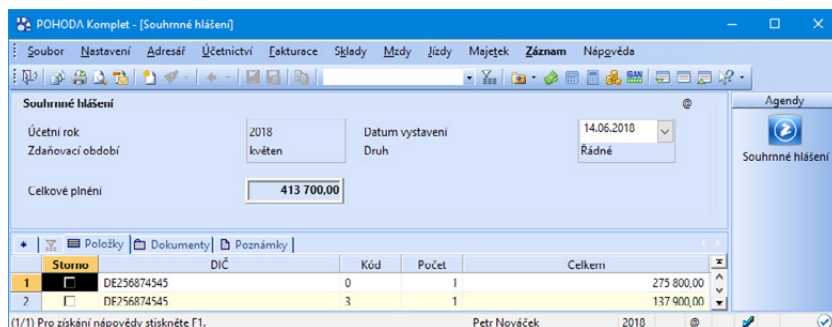 POHODA Komplet - [Souhrnné hlášení]
Soubor Nastavení Adresář Účetnictví Fakturace Sklady Mzdy Jízdy Majetek Záznam Nápověda
IBAN
Souhrnné hlášení @
Účetní rok 2018 Datum vystavení 14.06.2018
Zdaňovací období květen Druh Řádné
Celkové plnění 413 700,00
Agendy
Souhrnné hlášení
Položky Dokumenty Poznámky
Storno DIČ Kód Počet Celkem
1 DE256874545 0 1 275 800,00
2 DE256874545 3 1 137 900,00
(1/1) Pro získání nápovědy stiskněte F1. Petr Nováček 2018 @